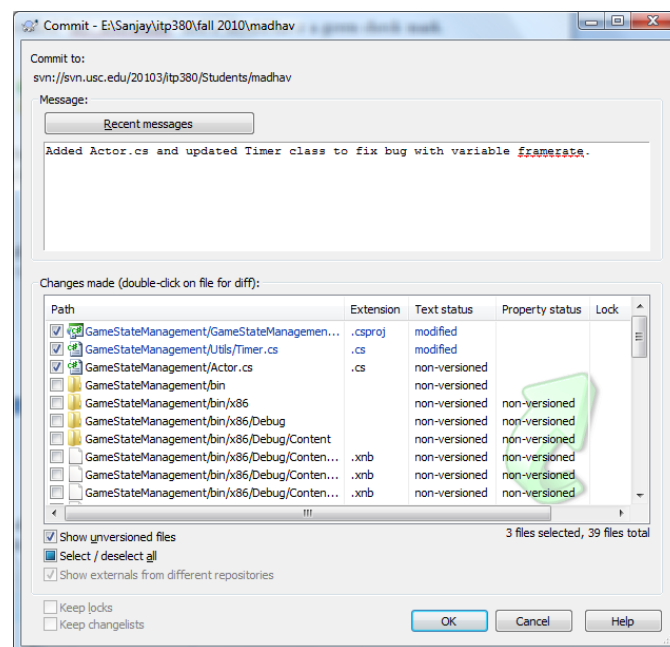 Commit - E:\Sanjay\itp380\fall 2010\madhav
Commit to:
svn://svn.usc.edu/20103/itp380/Students/madhav
Message:
Recent messages
Added Actor.cs and updated Timer class to fix bug with variable framerate.
Changes made (double-click on file for diff):
Path Extension Text status Property status Lock
GameStateManagement/GameStateManagemen... .csproj modified
GameStateManagement/Utils/Timer.cs .cs modified
GameStateManagement/Actor.cs .cs non-versioned
GameStateManagement/bin non-versioned
GameStateManagement/bin/x86 non-versioned non-versioned
GameStateManagement/bin/x86/Debug non-versioned non-versioned
GameStateManagement/bin/x86/Debug/Content non-versioned non-versioned
GameStateManagement/bin/x86/Debug/Conten... .xnb non-versioned non-versioned
GameStateManagement/bin/x86/Debug/Conten... .xnb non-versioned non-versioned
GameStateManagement/bin/x86/Debug/Conten... .xnb non-versioned non-versioned
Show unversioned files
3 files selected, 39 files total
Select / deselect all
Show externals from different repositories
Keep locks
Keep changelists
OK Cancel Help